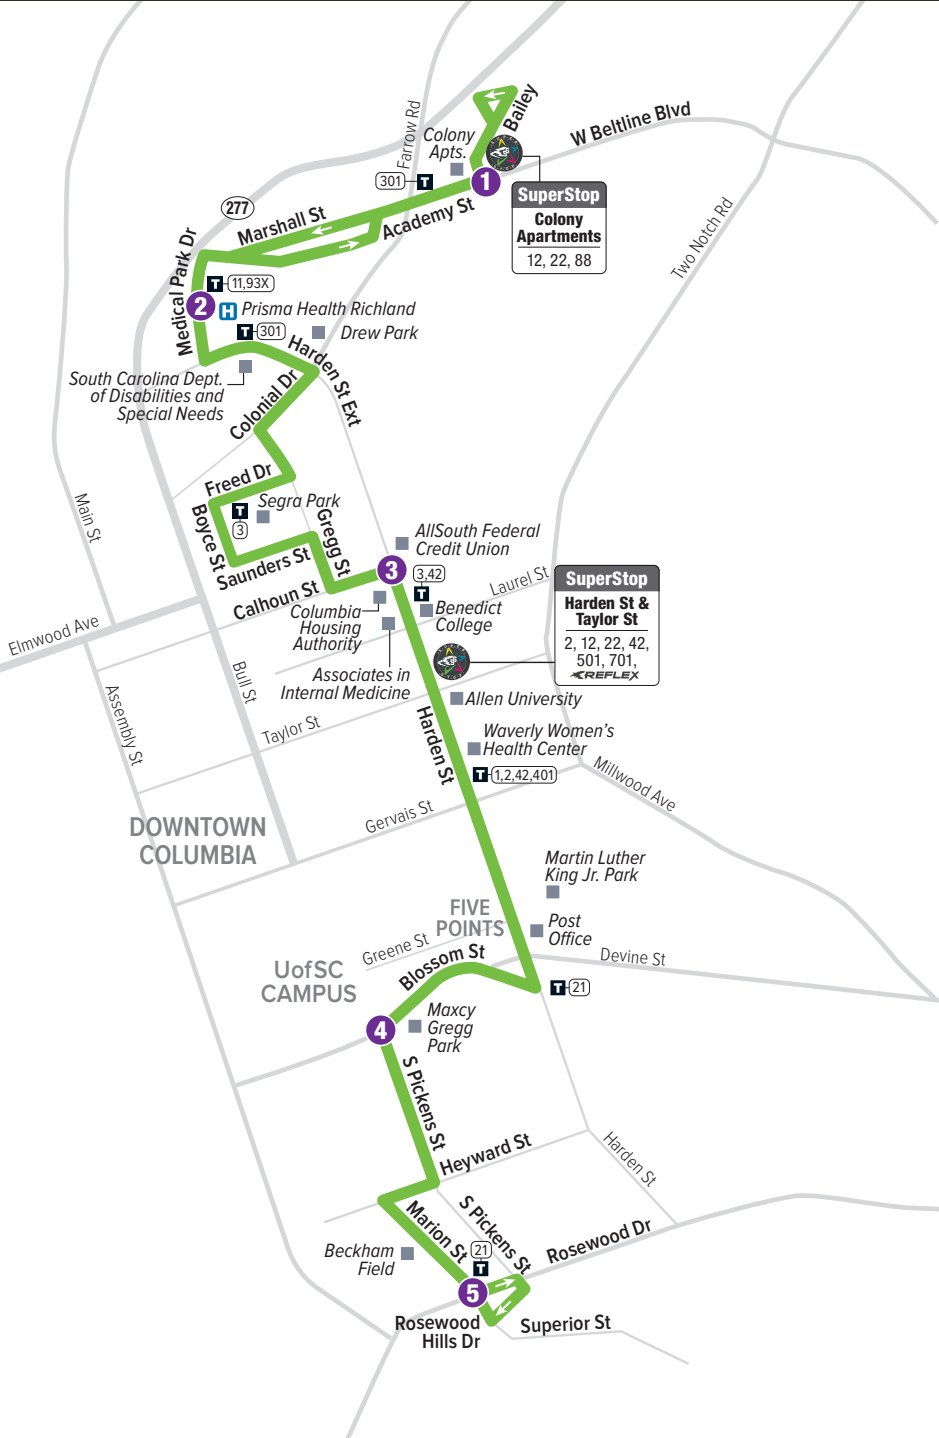 Bailey
Farrow Rd
W Beltline Blvd
Colony
Apts.
301
T
1
SuperStop
Colony
Apartments
12, 22, 88
277
Marshall St
Academy St
Two Notch Rd
Medical Park Dr
T
11,93X
2
H
Prisma Health Richland
T
301
Drew Park
Harden St Ext
South Carolina Dept.
of Disabilities and
Special Needs
Colonial Dr
Freed Dr
Main St
T
3
Segra Park
Boyce St
Gregg St
Saunders St
AllSouth Federal
Credit Union
3
3,42
T
Calhoun St
Laurel St
Columbia
Housing
Authority
Benedict
College
SuperStop
Harden St &
Taylor St
2, 12, 22, 42,
501, 701,
REFLEX
Elmwood Ave
Associates in
Internal Medicine
Bull St
Assembly St
Allen University
Taylor St
Harden St
Waverly Women's
Health Center
T
1,2,42,401
Millwood Ave
Gervais St
DOWNTOWN
COLUMBIA
Martin Luther
King Jr. Park
FIVE
POINTS
Post
Office
Greene St
Blossom St
Devine St
UofSC
CAMPUS
T
21
Maxcy
Gregg
Park
4
S Pickens St
Heyward St
Harden St
S Pickens St
Marion St
Rosewood Dr
Beckham
Field
21
T
5
Rosewood
Hills Dr
Superior St